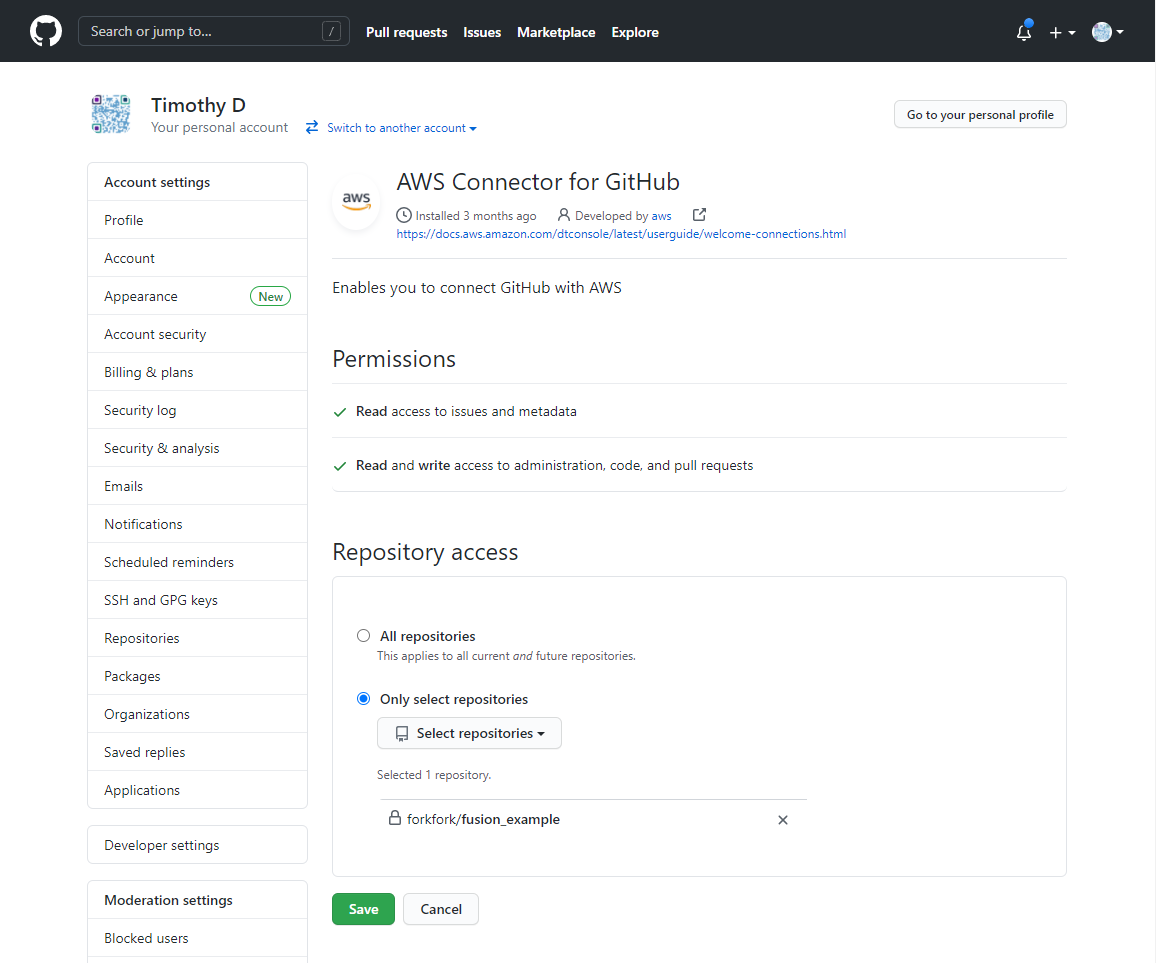 Search or jump to... /
Pull requests Issues Marketplace Explore
Timothy D
Your personal account Switch to another account
Go to your personal profile
Account settings
Profile
Account
Appearance New
Account security
Billing & plans
Security log
Security & analysis
Emails
Notifications
Scheduled reminders
SSH and GPG keys
Repositories
Packages
Organizations
Saved replies
Applications
Developer settings
Moderation settings
Blocked users
aws
AWS Connector for GitHub
Installed 3 months ago Developed by aws
https://docs.aws.amazon.com/dtconsole/latest/userguide/welcome-connections.html
Enables you to connect GitHub with AWS
Permissions
Read access to issues and metadata
Read and write access to administration, code, and pull requests
Repository access
All repositories
This applies to all current and future repositories.
Only select repositories
Select repositories
Selected 1 repository.
forkfork/fusion_example
Save Cancel